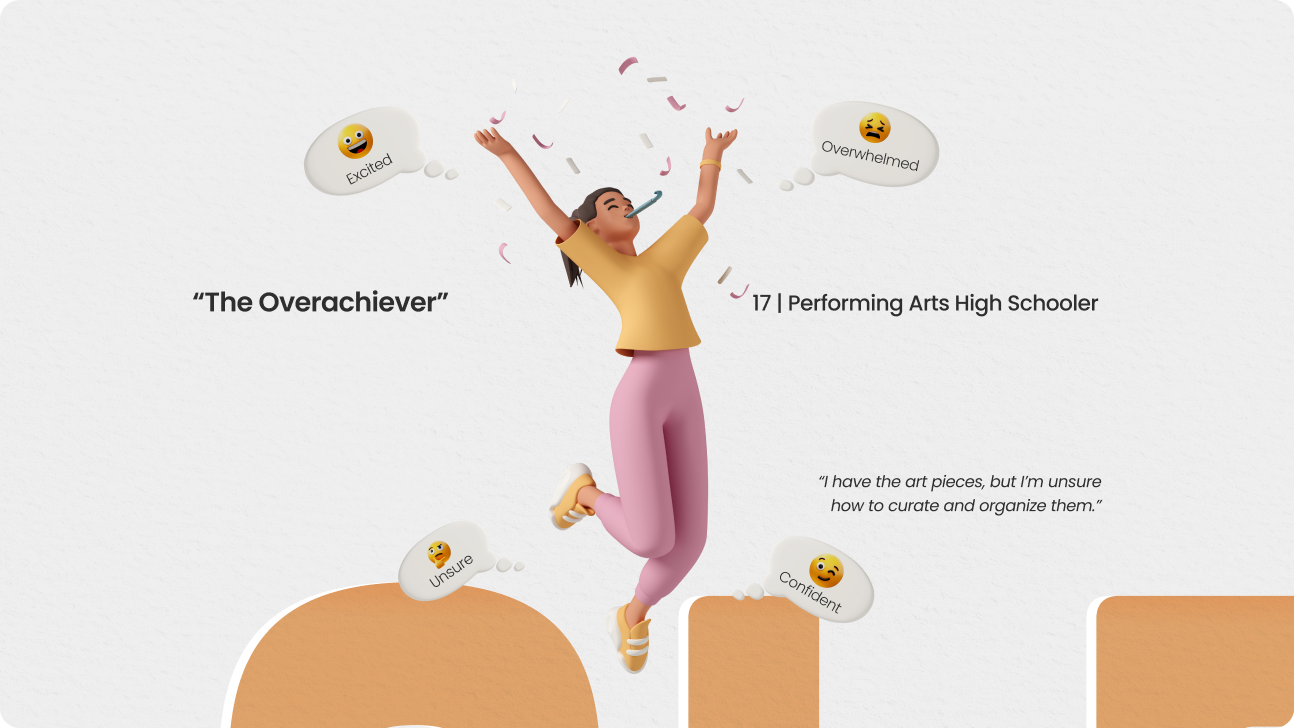 Excited
Overwhelmed
“The Overachiever”
17 | Performing Arts High Schooler
“I have the art pieces, but I’m unsure
how to curate and organize them.”
Unsure
Confident